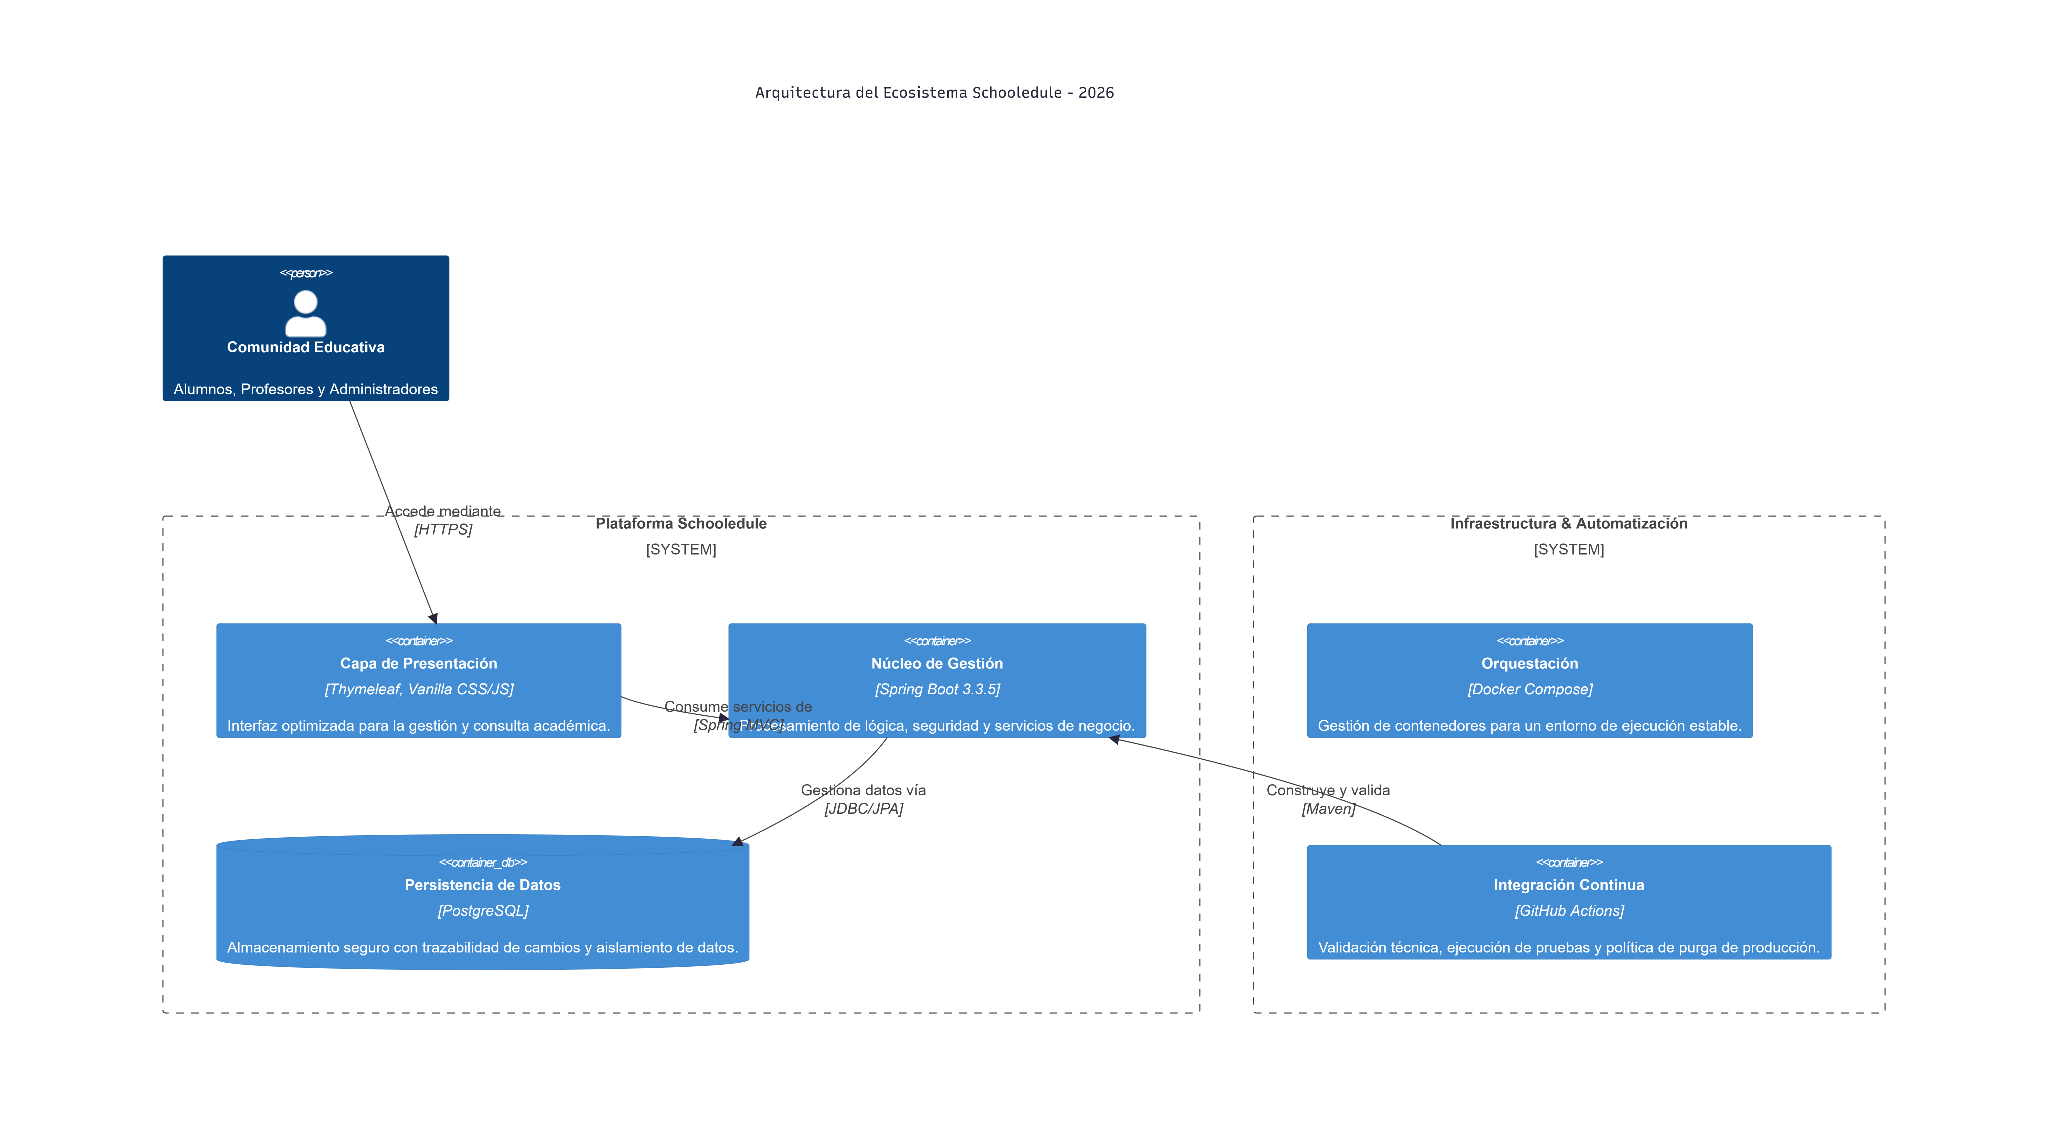 Arquitectura del Ecosistema Schooledule - 2026
<<person>>
Comunidad Educativa
Alumnos, Profesores y Administradores
Accede mediante
[HTTPS]
Plataforma Schooledule
[SYSTEM]
<<container>>
Capa de Presentación
[Thymeleaf, Vanilla CSS/JS]
Interfaz optimizada para la gestión y consulta académica.
Consume servicios de
[Spring MVC]
<<container>>
Núcleo de Gestión
[Spring Boot 3.3.5]
Procesamiento de lógica, seguridad y servicios de negocio.
Gestiona datos vía
[JDBC/JPA]
<<container_db>>
Persistencia de Datos
[PostgreSQL]
Almacenamiento seguro con trazabilidad de cambios y aislamiento de datos.
Infraestructura & Automatización
[SYSTEM]
<<container>>
Orquestación
[Docker Compose]
Gestión de contenedores para un entorno de ejecución estable.
Construye y valida
[Maven]
<<container>>
Integración Continua
[GitHub Actions]
Validación técnica, ejecución de pruebas y política de purga de producción.